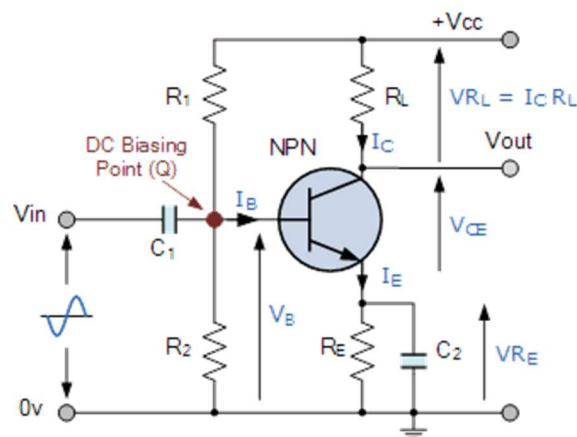 +Vcc
R1
RL
VRL = IC RL
DC Biasing
Point (Q)
NPN
IC
Vout
Vin
IB
C1
VCE
IE
VB
R2
RE
C2
VRE
0v